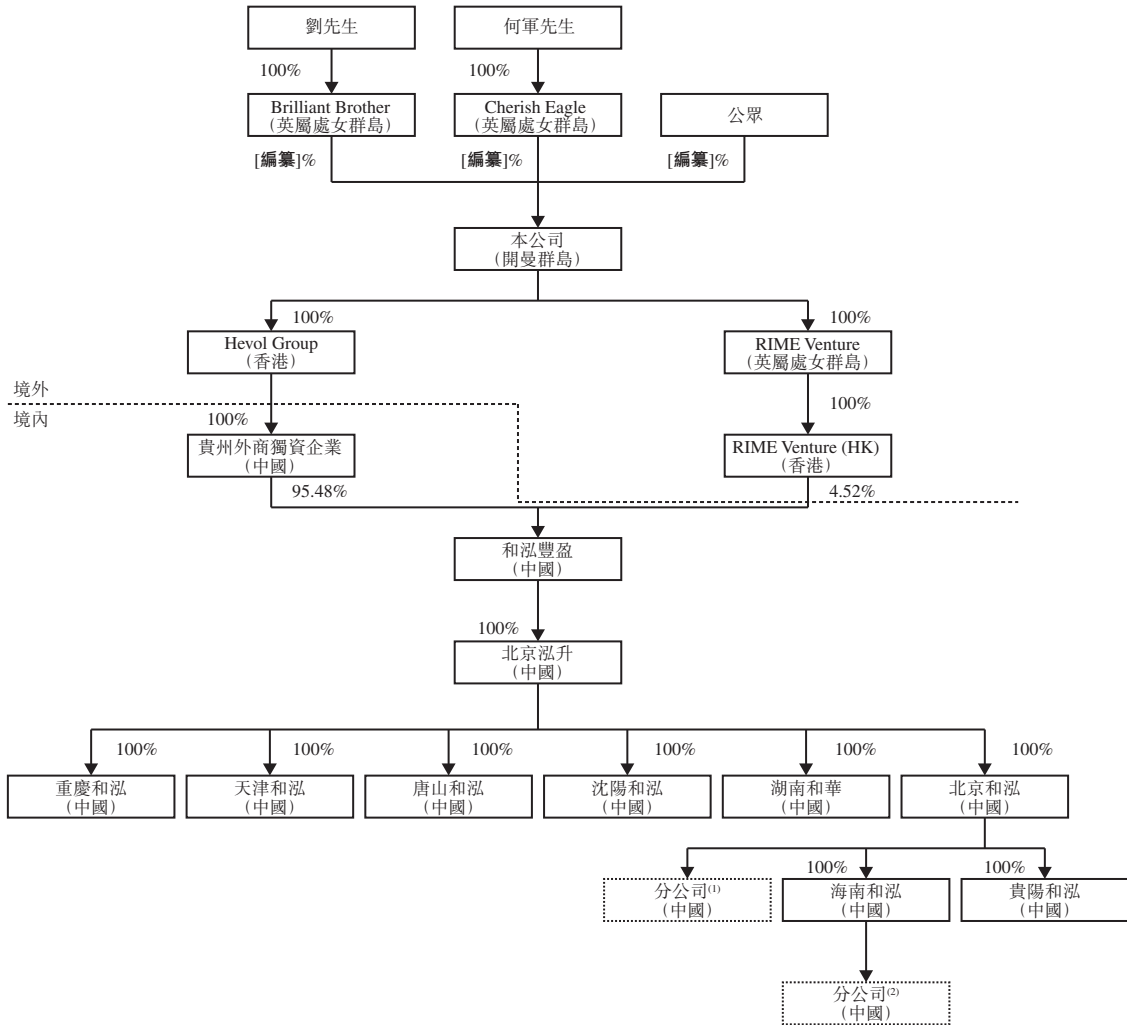 劉先生
何軍先生
100%
100%
Brilliant Brother
(英屬處女群島)
Cherish Eagle
(英屬處女群島)
公眾
[編纂]%
[編纂]%
[編纂]%
本公司
(開曼群島)
100%
100%
Hevol Group
(香港)
RIME Venture
(英屬處女群島)
境外
境內
100%
100%
貴州外商獨資企業
(中國)
RIME Venture (HK)
(香港)
95.48%
4.52%
和泓豐盈
(中國)
100%
北京泓升
(中國)
100%
100%
100%
100%
100%
100%
重慶和泓
(中國)
天津和泓
(中國)
唐山和泓
(中國)
沈陽和泓
(中國)
湖南和華
(中國)
北京和泓
(中國)
100%
100%
分公司(1)
(中國)
海南和泓
(中國)
貴陽和泓
(中國)
分公司(2)
(中國)